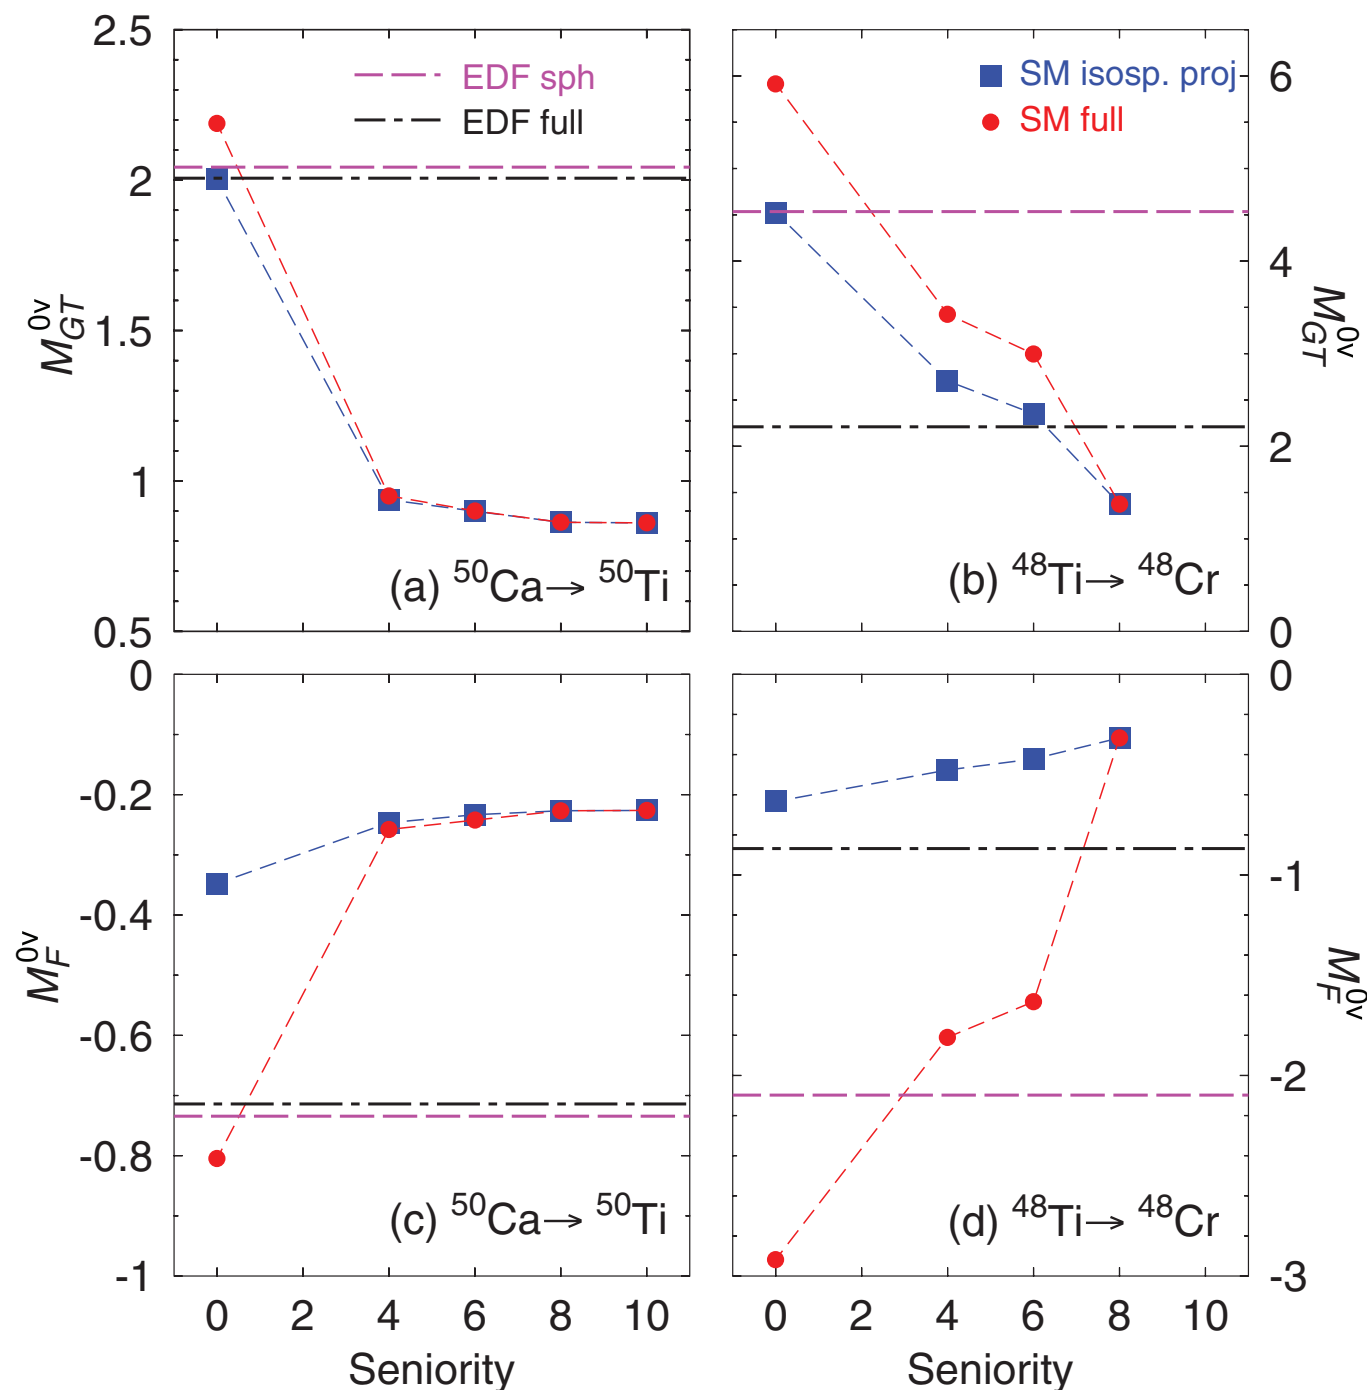 2.5
2
1.5
1
0.5
M_GT^0ν
EDF sph
EDF full
(a) ⁵⁰Ca→ ⁵⁰Ti
SM isosp. proj
SM full
(b) ⁴⁸Ti→ ⁴⁸Cr
6
4
2
0
M_GT^0ν
0
-0.2
-0.4
-0.6
-0.8
-1
M_F^0ν
(c) ⁵⁰Ca→ ⁵⁰Ti
0 2 4 6 8 10
Seniority
(d) ⁴⁸Ti→ ⁴⁸Cr
0
-1
-2
-3
M_F^0ν
0 2 4 6 8 10
Seniority